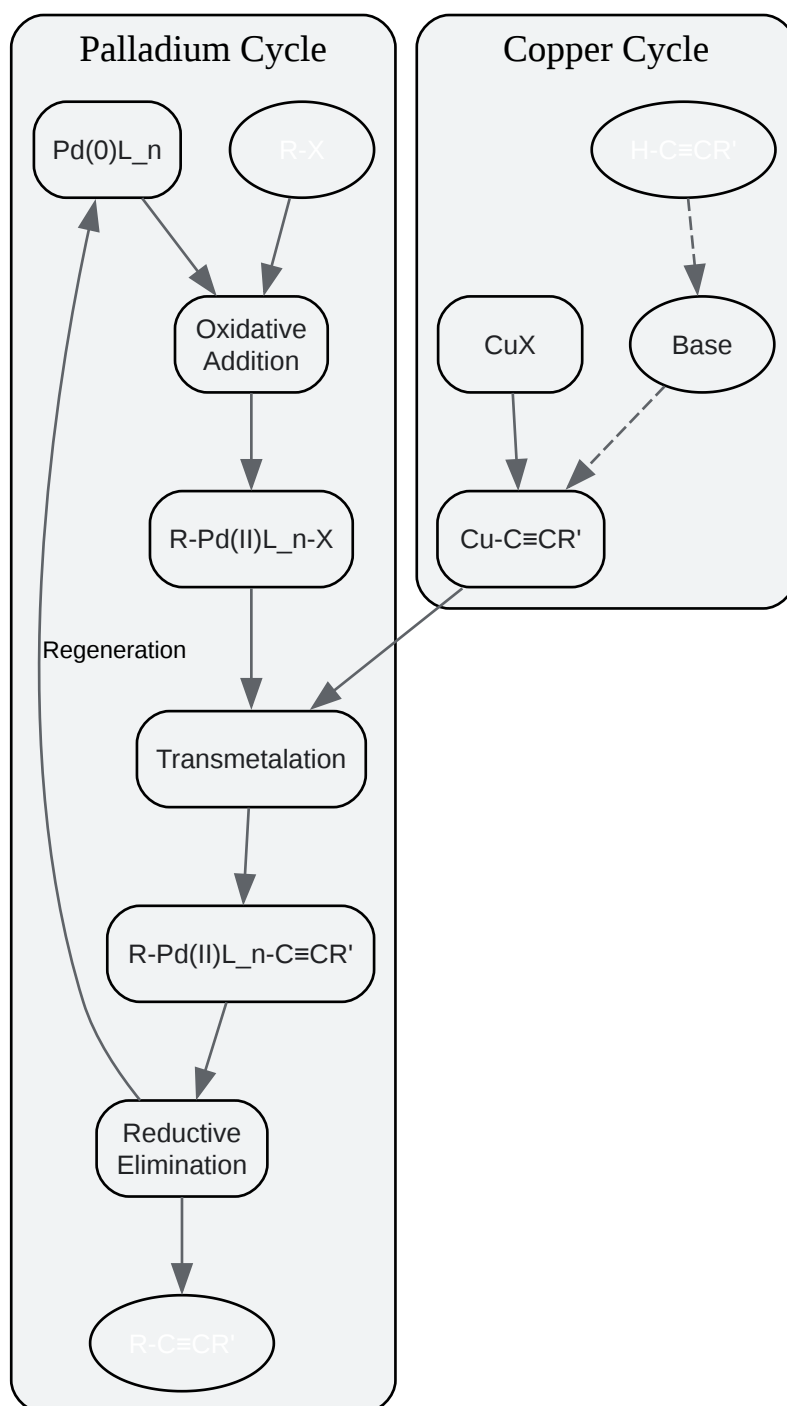 Palladium Cycle
Copper Cycle
Pd(0)L_n
R-X
H-C≡CR'
Oxidative
Addition
CuX
Base
R-Pd(II)L_n-X
Cu-C≡CR'
Regeneration
Transmetalation
R-Pd(II)L_n-C≡CR'
Reductive
Elimination
R-C≡CR'